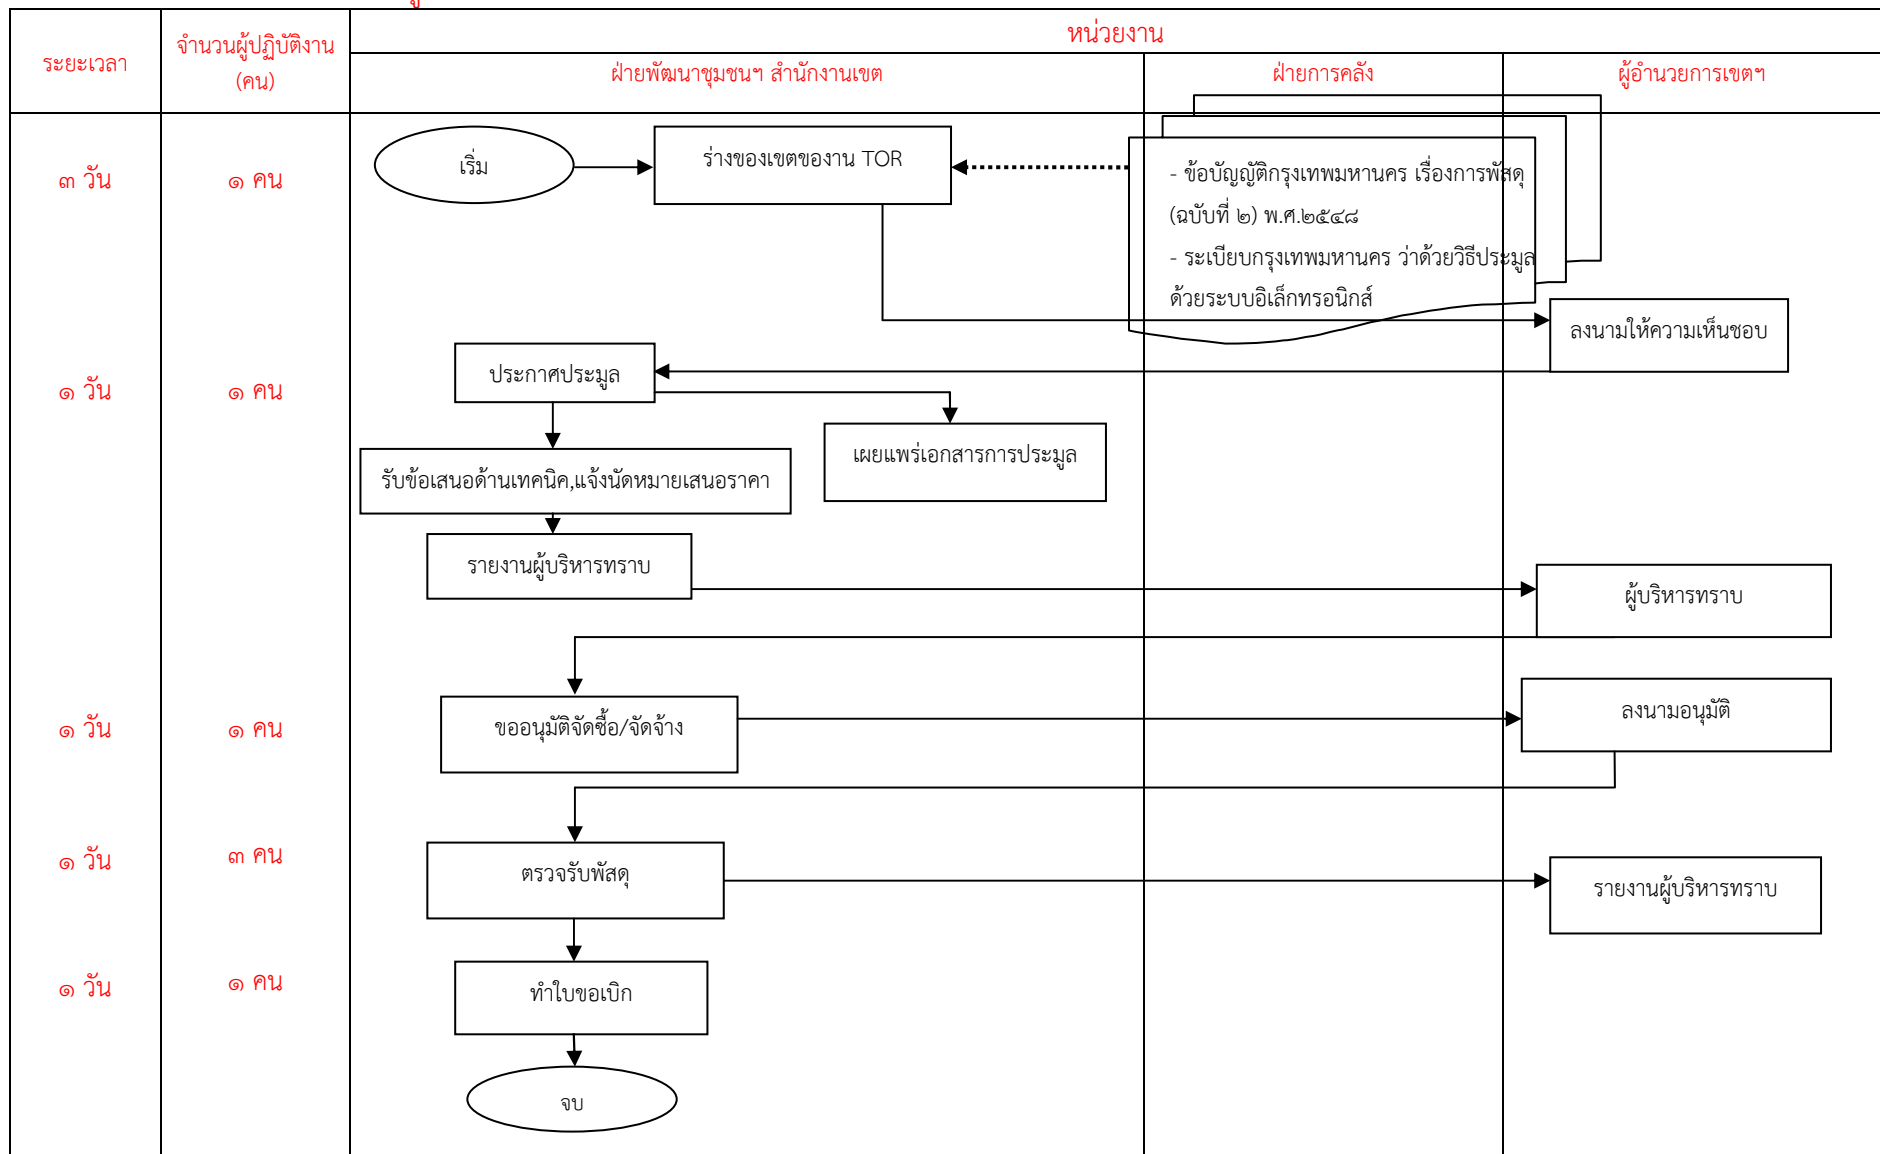 หน่วยงาน
ระยะเวลา
จำนวนผู้ปฏิบัติงาน
(คน)
ฝ่ายพัฒนาชุมชนฯ สำนักงานเขต
ฝ่ายการคลัง
ผู้อำนวยการเขตฯ
๓ วัน
๑ คน
เริ่ม
ร่างของเขตของาน TOR
- ข้อบัญญัติกรุงเทพมหานคร เรื่องการพัสดุ
(ฉบับที่ ๒) พ.ศ.๒๕๔๘
- ระเบียบกรุงเทพมหานคร ว่าด้วยวิธีประมูล
ด้วยระบบอิเล็กทรอนิกส์
ลงนามให้ความเห็นชอบ
๑ วัน
๑ คน
ประกาศประมูล
เผยแพร่เอกสารการประมูล
รับข้อเสนอด้านเทคนิค,แจ้งนัดหมายเสนอราคา
รายงานผู้บริหารทราบ
ผู้บริหารทราบ
๑ วัน
๑ คน
ขออนุมัติจัดซื้อ/จัดจ้าง
ลงนามอนุมัติ
๑ วัน
๓ คน
ตรวจรับพัสดุ
รายงานผู้บริหารทราบ
๑ วัน
๑ คน
ทำใบขอเบิก
จบ